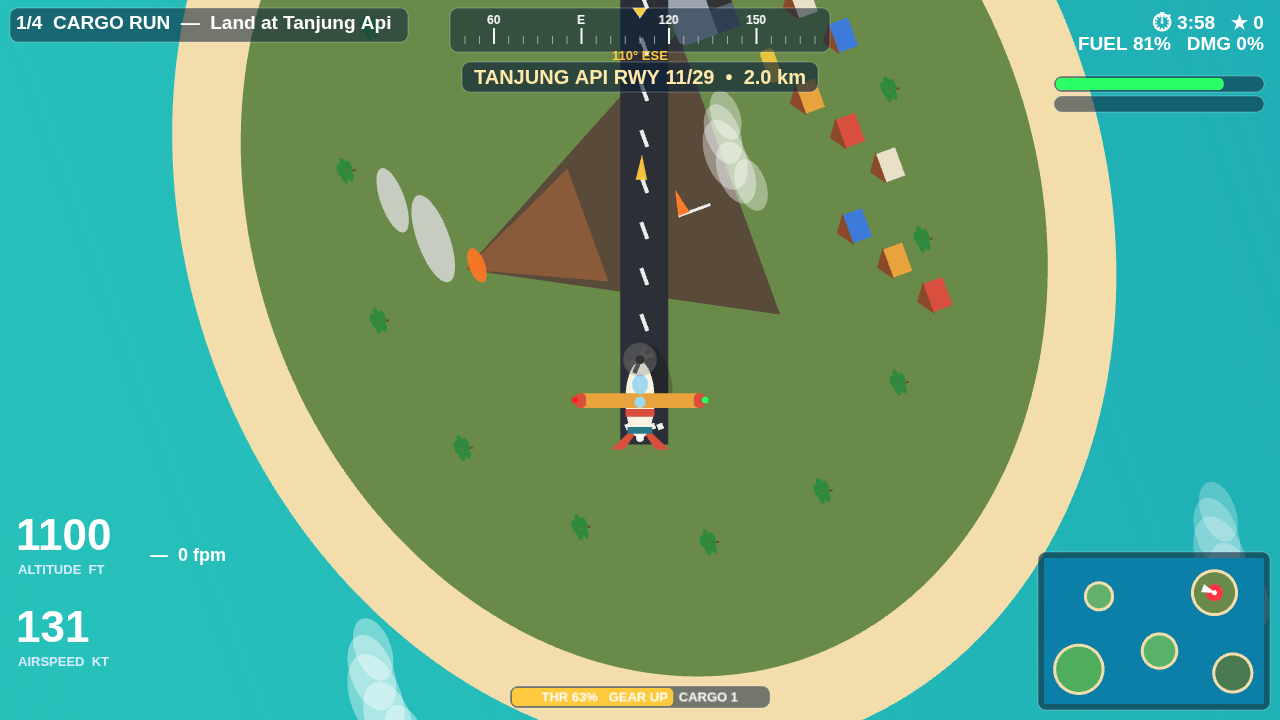 1/4  CARGO RUN  —  Land at Tanjung Api
60 E 120 150
110° ESE
TANJUNG API RWY 11/29  •  2.0 km
⏱ 3:58 ★ 0
FUEL 81% DMG 0%
1100
ALTITUDE FT
— 0 fpm
131
AIRSPEED KT
THR 63% GEAR UP CARGO 1